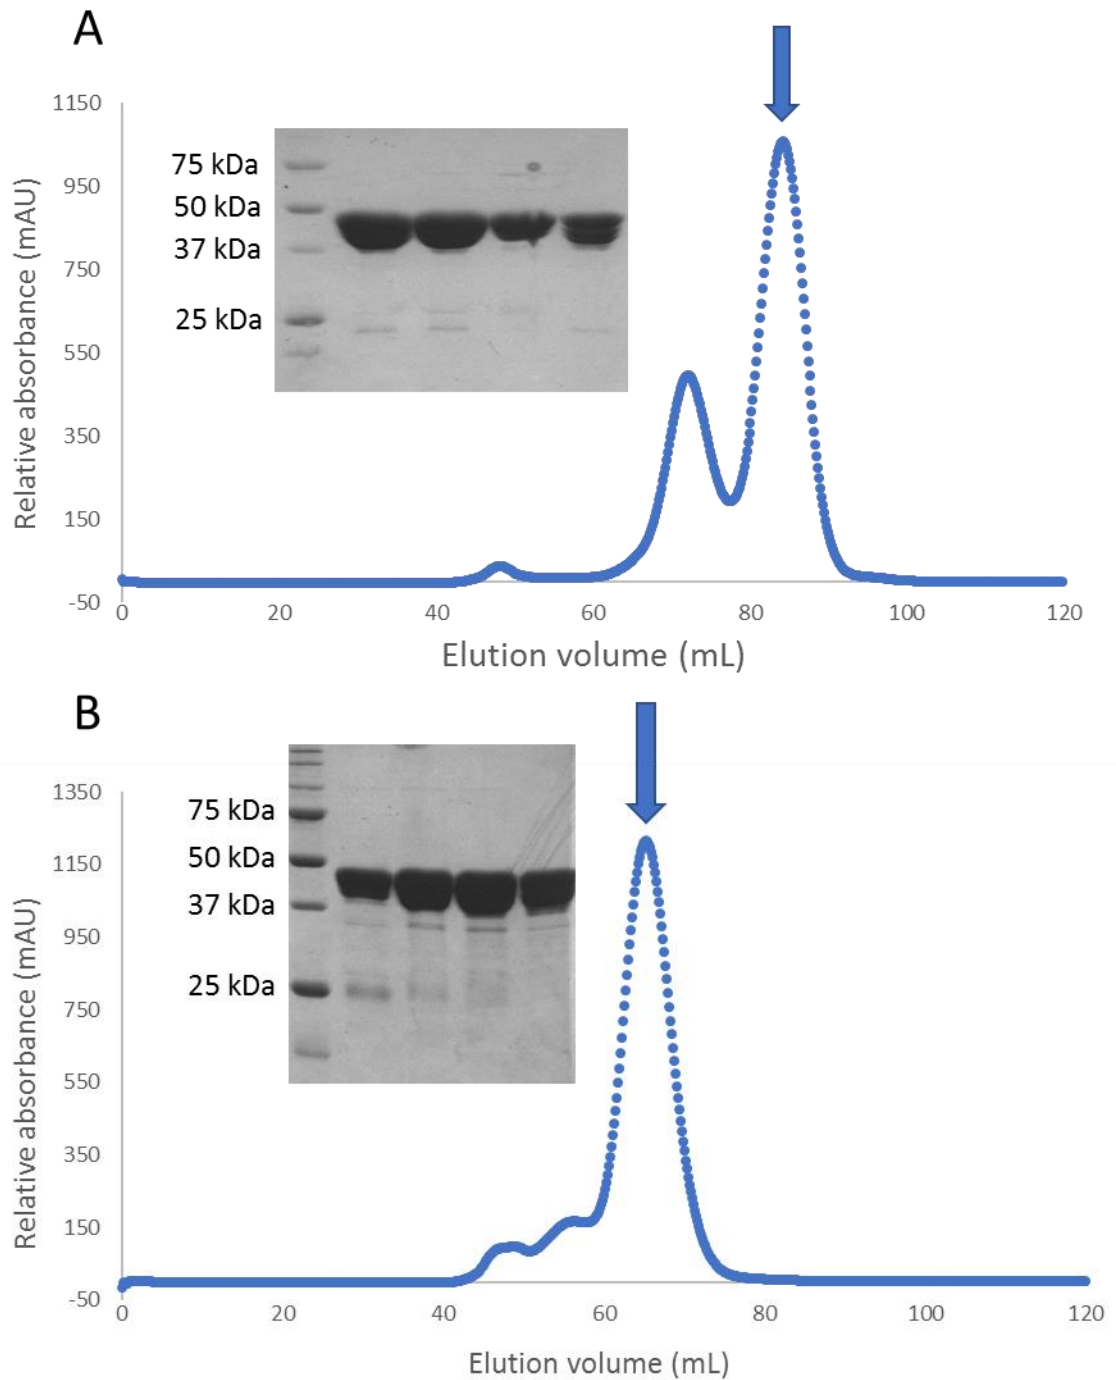 A
Relative absorbance (mAU)
1150
950
750
550
350
150
-50
75 kDa
50 kDa
37 kDa
25 kDa
0
20
40
60
80
100
120
Elution volume (mL)
B
Relative absorbance (mAU)
1350
1150
950
750
550
350
150
-50
75 kDa
50 kDa
37 kDa
25 kDa
0
20
40
60
80
100
120
Elution volume (mL)